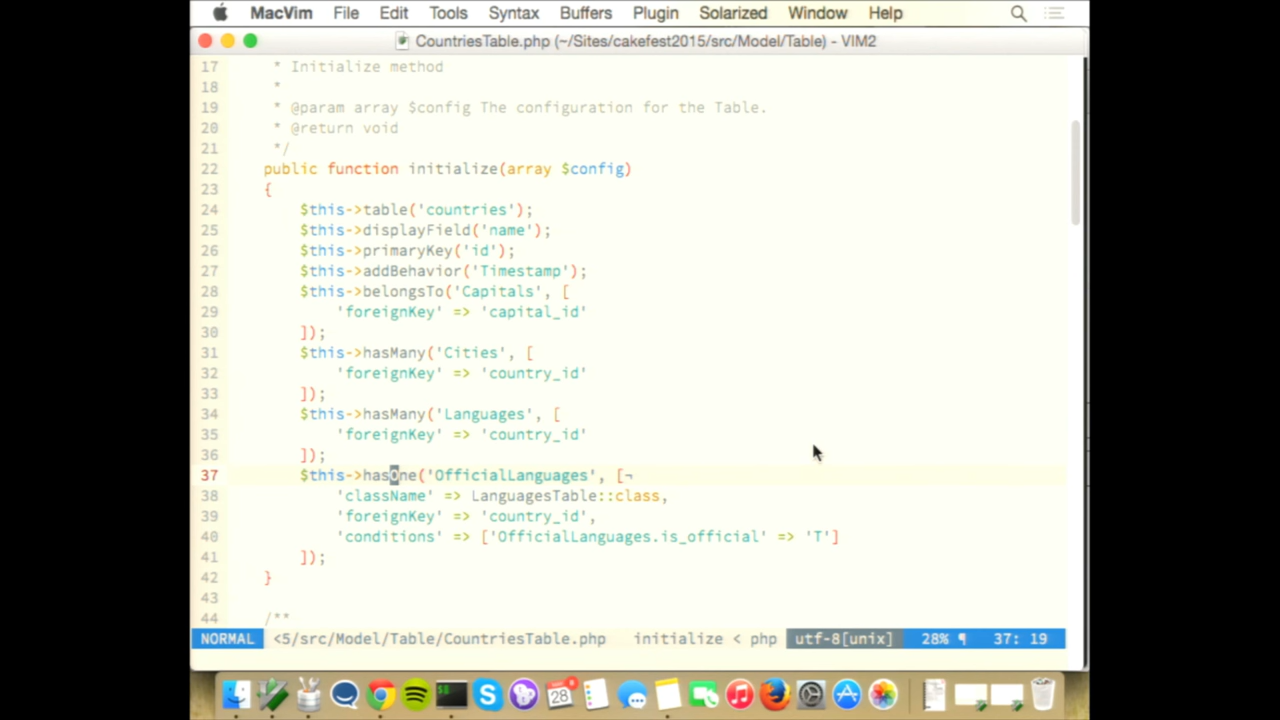 MacVim File Edit Tools Syntax Buffers Plugin Solarized Window Help
CountriesTable.php (~/Sites/cakefest2015/src/Model/Table) - VIM2
17 * Initialize method
18 *
19 * @param array $config The configuration for the Table.
20 * @return void
21 */
22 public function initialize(array $config)
23 {
24 $this->table('countries');
25 $this->displayField('name');
26 $this->primaryKey('id');
27 $this->addBehavior('Timestamp');
28 $this->belongsTo('Capitals', [
29 'foreignKey' => 'capital_id'
30 ]);
31 $this->hasMany('Cities', [
32 'foreignKey' => 'country_id'
33 ]);
34 $this->hasMany('Languages', [
35 'foreignKey' => 'country_id'
36 ]);
37 $this->hasOne('OfficialLanguages', [¬
38 'className' => LanguagesTable::class,
39 'foreignKey' => 'country_id',
40 'conditions' => ['OfficialLanguages.is_official' => 'T']
41 ]);
42 }
43
44 /**
NORMAL <5/src/Model/Table/CountriesTable.php initialize < php utf-8[unix] 28% ¶ 37: 19
28